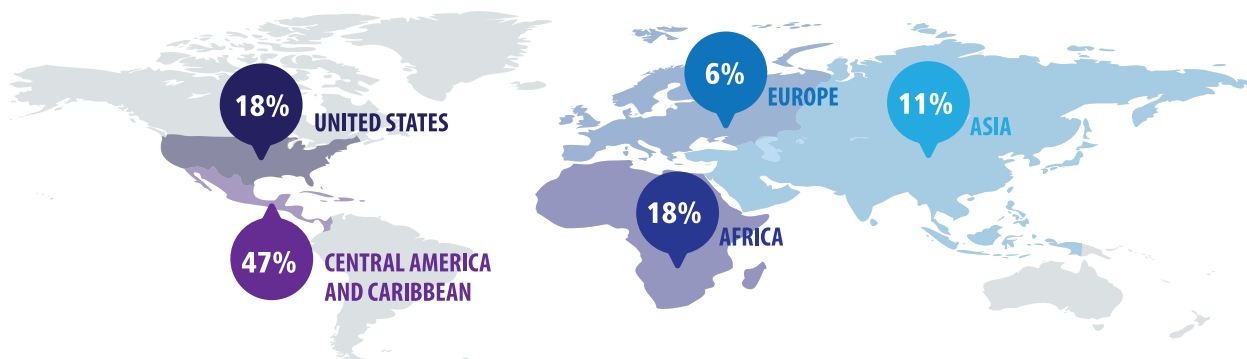 18%
UNITED STATES
47%
CENTRAL AMERICA
AND CARIBBEAN
6%
EUROPE
18%
AFRICA
11%
ASIA